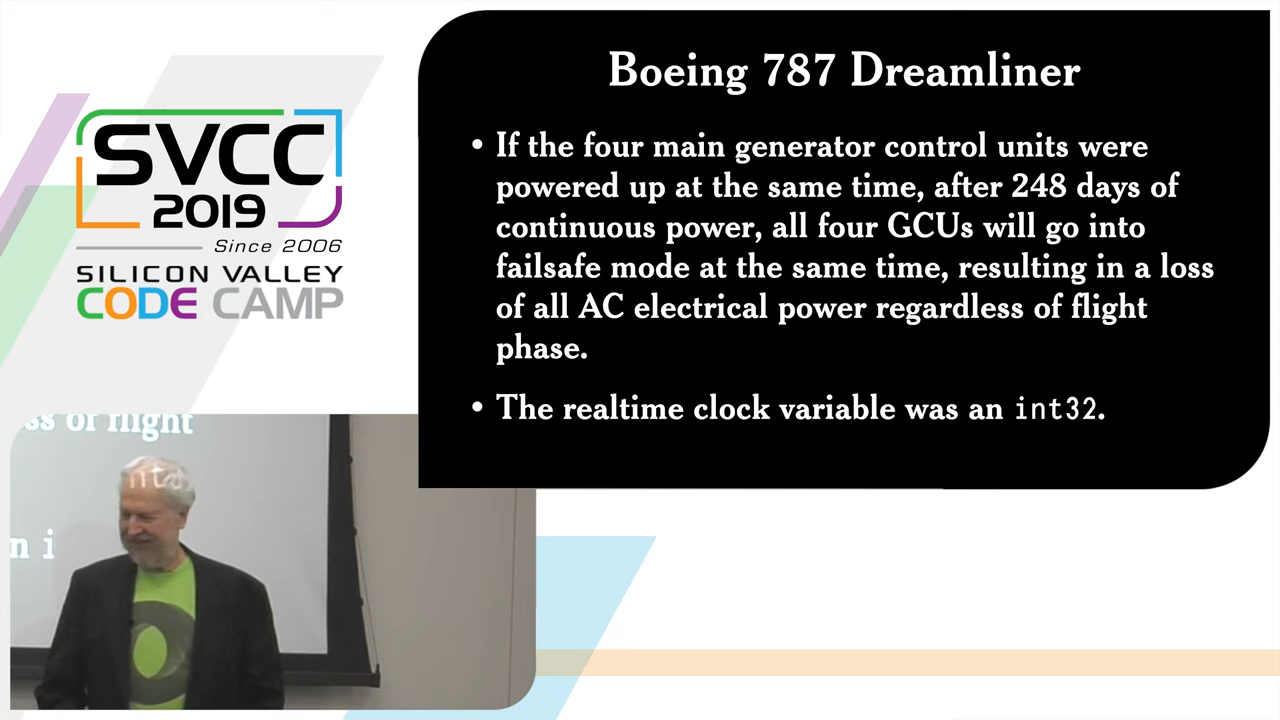 SVCC
2019
Since 2006
SILICON VALLEY
CODE CAMP
Boeing 787 Dreamliner
• If the four main generator control units were
powered up at the same time, after 248 days of
continuous power, all four GCUs will go into
failsafe mode at the same time, resulting in a loss
of all AC electrical power regardless of flight
phase.
• The realtime clock variable was an int32.
ss of flight
n i